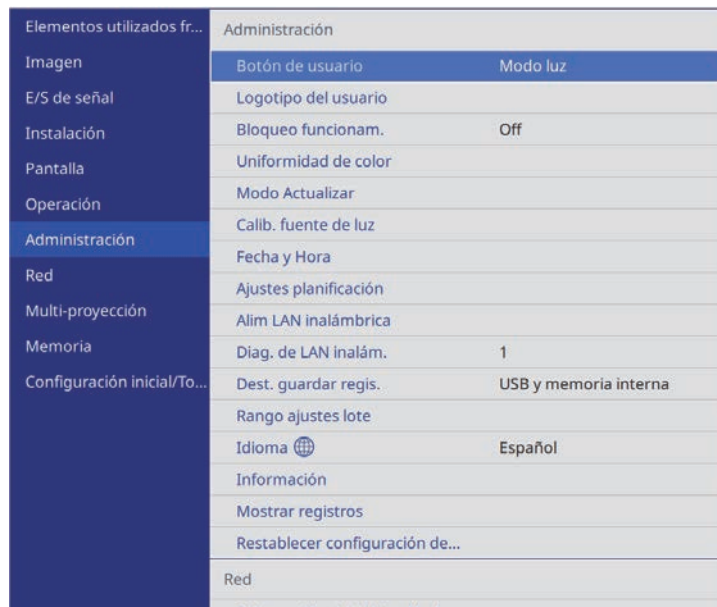 Elementos utilizados fr...
Imagen
E/S de señal
Instalación
Pantalla
Operación
Administración
Red
Multi-proyección
Memoria
Configuración inicial/To...
Administración
Botón de usuario Modo luz
Logotipo del usuario
Bloqueo funcionam. Off
Uniformidad de color
Modo Actualizar
Calib. fuente de luz
Fecha y Hora
Ajustes planificación
Alim LAN inalámbrica
Diag. de LAN inalám. 1
Dest. guardar regis. USB y memoria interna
Rango ajustes lote
Idioma Español
Información
Mostrar registros
Restablecer configuración de...
Red